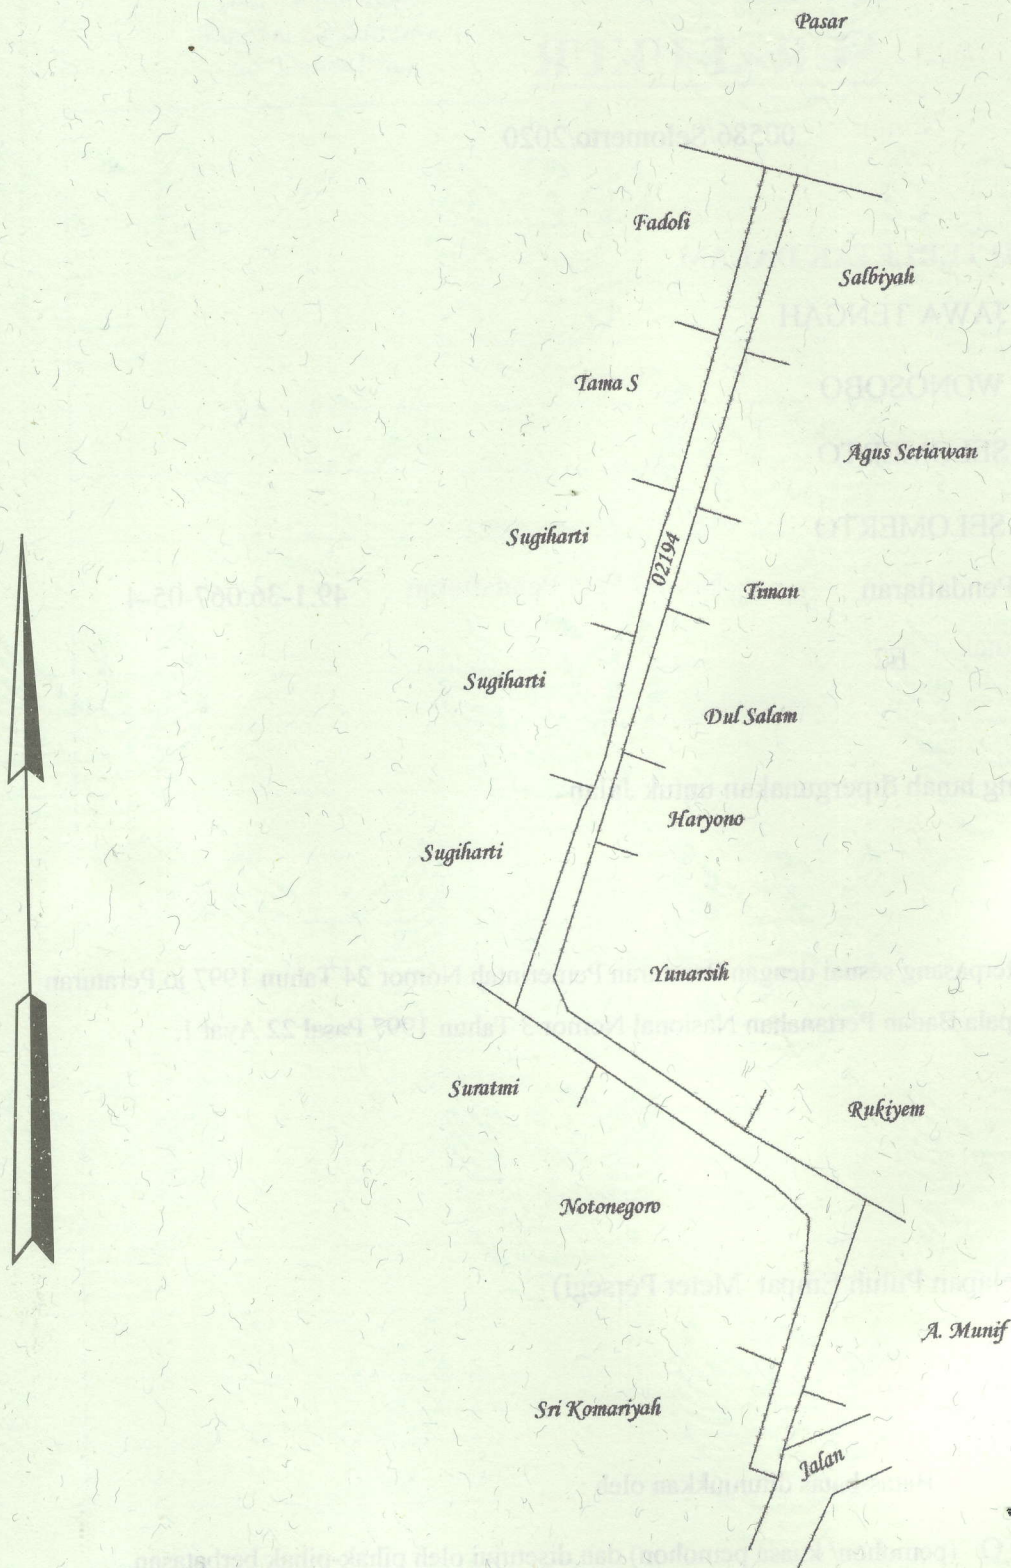 Pasar
Fadoli
Salbiyah
Tama S
Agus Setiawan
Sugiharti
02194
Timan
Sugiharti
Dul Salam
Haryono
Sugiharti
Yunarsih
Suratmi
Rukiyem
Notonegoro
A. Munif
Sri Komariyah
Jalan